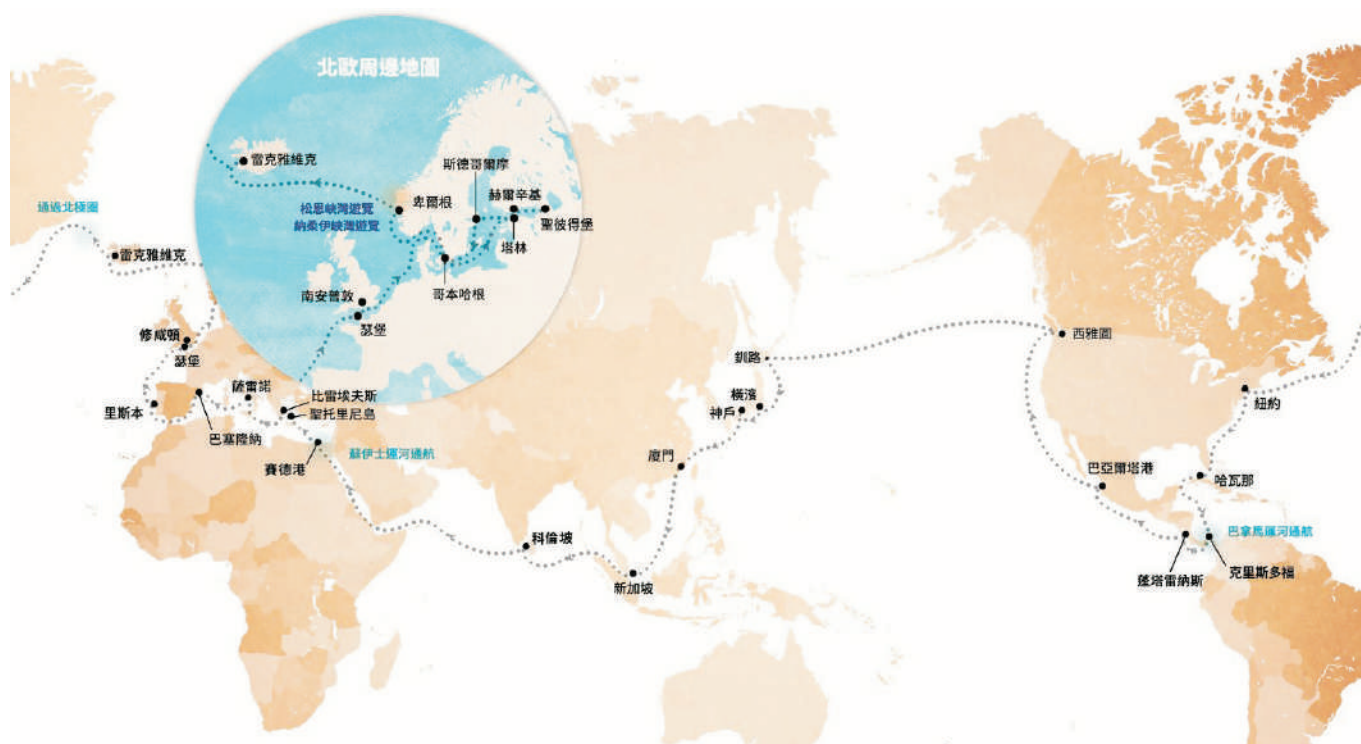 北歐周邊地圖
雷克雅維克
斯德哥爾摩
赫爾辛基
卑爾根
聖彼得堡
松恩峽灣遊覽
納柔伊峽灣遊覽
塔林
哥本哈根
南安普敦
瑟堡
通過北極圈
雷克雅維克
修咸頓
瑟堡
薩雷諾
比雷埃夫斯
聖托里尼島
里斯本
巴塞隆納
賽德港
蘇伊士運河通航
釧路
橫濱
神戶
廈門
科倫坡
新加坡
西雅圖
紐約
巴亞爾塔港
哈瓦那
巴拿馬運河通航
蓬塔雷納斯
克里斯多福